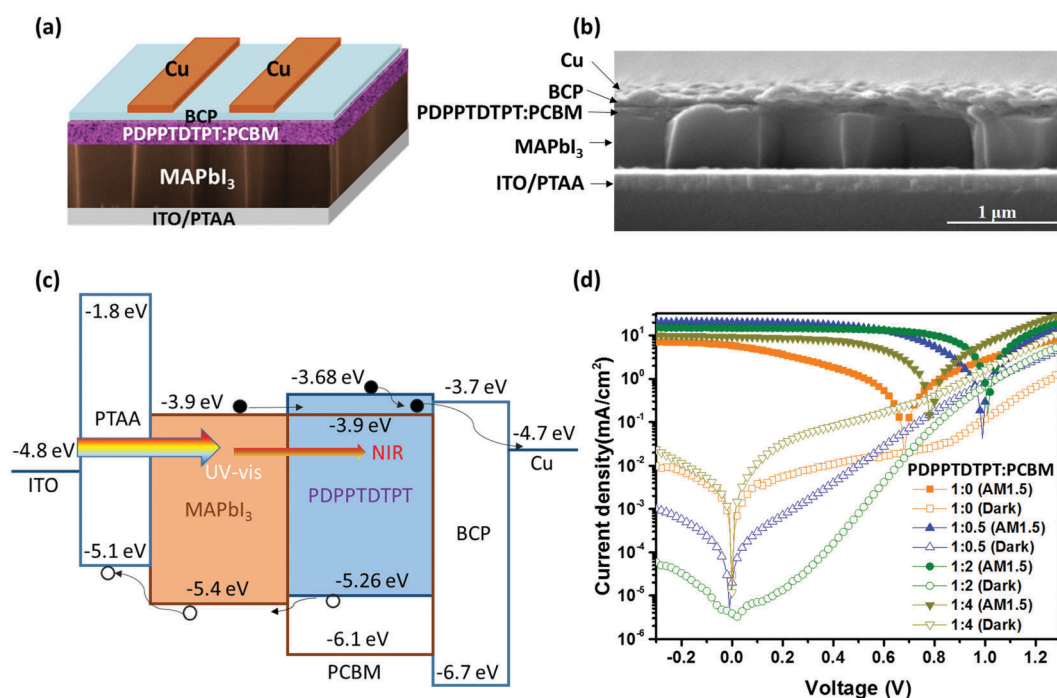 (a)
Cu
Cu
BCP
PDPPTDTPT:PCBM
MAPbI₃
ITO/PTAA
(b)
Cu
BCP
PDPPTDTPT:PCBM
MAPbI₃
ITO/PTAA
1 μm
(c)
-1.8 eV
PTAA
-3.9 eV
-3.68 eV
-3.7 eV
-3.9 eV
-4.8 eV
ITO
UV-vis
NIR
-4.7 eV
Cu
MAPbI₃
PDPPTDTPT
BCP
-5.1 eV
-5.4 eV
-5.26 eV
-6.1 eV
PCBM
-6.7 eV
(d)
Current density(mA/cm²)
10¹
10⁰
10⁻¹
10⁻²
10⁻³
10⁻⁴
10⁻⁵
10⁻⁶
PDPPTDTPT:PCBM
1:0 (AM1.5)
1:0 (Dark)
1:0.5 (AM1.5)
1:0.5 (Dark)
1:2 (AM1.5)
1:2 (Dark)
1:4 (AM1.5)
1:4 (Dark)
-0.2 0.0 0.2 0.4 0.6 0.8 1.0 1.2
Voltage (V)